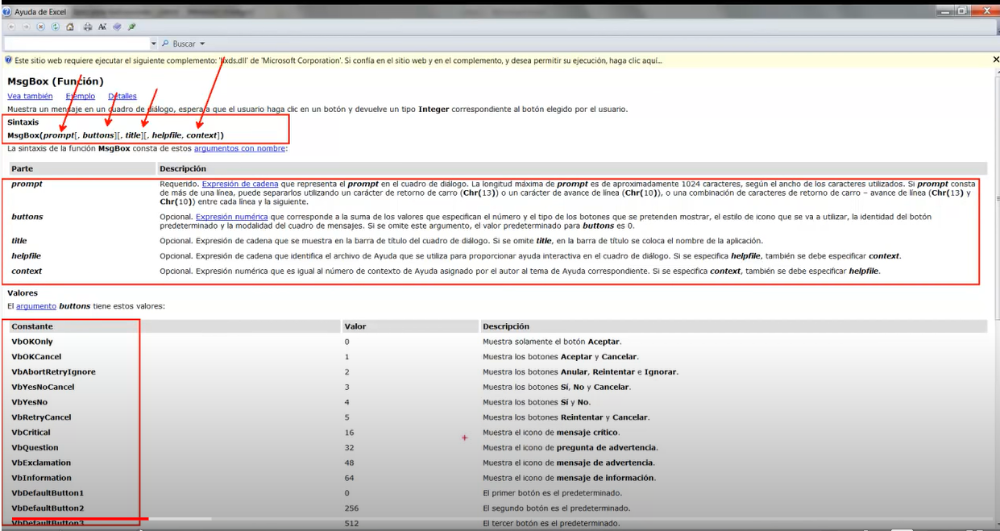 Ayuda de Excel
Buscar
Este sitio web requiere ejecutar el siguiente complemento: 'fxds.dll' de 'Microsoft Corporation'. Si confía en el sitio web y en el complemento, y desea permitir su ejecución, haga clic aquí...
MsgBox (Función)
Vea también Ejemplo Detalles
Muestra un mensaje en un cuadro de diálogo, espera a que el usuario haga clic en un botón y devuelve un tipo Integer correspondiente al botón elegido por el usuario.
Sintaxis
MsgBox(prompt[, buttons][, title][, helpfile, context])
La sintaxis de la función MsgBox consta de estos argumentos con nombre:
Parte Descripción
prompt Requerido. Expresión de cadena que representa el prompt en el cuadro de diálogo. La longitud máxima de prompt es de aproximadamente 1024 caracteres, según el ancho de los caracteres utilizados. Si prompt consta
de más de una línea, puede separarlos utilizando un carácter de retorno de carro (Chr(13)) o un carácter de avance de línea (Chr(10)), o una combinación de caracteres de retorno de carro – avance de línea (Chr(13) y
Chr(10)) entre cada línea y la siguiente.
buttons Opcional. Expresión numérica que corresponde a la suma de los valores que especifican el número y el tipo de los botones que se pretenden mostrar, el estilo de icono que se va a utilizar, la identidad del botón
predeterminado y la modalidad del cuadro de mensajes. Si se omite este argumento, el valor predeterminado para buttons es 0.
title Opcional. Expresión de cadena que se muestra en la barra de título del cuadro de diálogo. Si se omite title, en la barra de título se coloca el nombre de la aplicación.
helpfile Opcional. Expresión de cadena que identifica el archivo de Ayuda que se utiliza para proporcionar ayuda interactiva en el cuadro de diálogo. Si se especifica helpfile, también se debe especificar context.
context Opcional. Expresión numérica que es igual al número de contexto de Ayuda asignado por el autor al tema de Ayuda correspondiente. Si se especifica context, también se debe especificar helpfile.
Valores
El argumento buttons tiene estos valores:
Constante Valor Descripción
VbOKOnly 0 Muestra solamente el botón Aceptar.
VbOKCancel 1 Muestra los botones Aceptar y Cancelar.
VbAbortRetryIgnore 2 Muestra los botones Anular, Reintentar e Ignorar.
VbYesNoCancel 3 Muestra los botones Sí, No y Cancelar.
VbYesNo 4 Muestra los botones Sí y No.
VbRetryCancel 5 Muestra los botones Reintentar y Cancelar.
VbCritical 16 Muestra el icono de mensaje crítico.
VbQuestion 32 Muestra el icono de pregunta de advertencia.
VbExclamation 48 Muestra el icono de mensaje de advertencia.
VbInformation 64 Muestra el icono de mensaje de información.
VbDefaultButton1 0 El primer botón es el predeterminado.
VbDefaultButton2 256 El segundo botón es el predeterminado.
VbDefaultButton3 512 El tercer botón es el predeterminado.